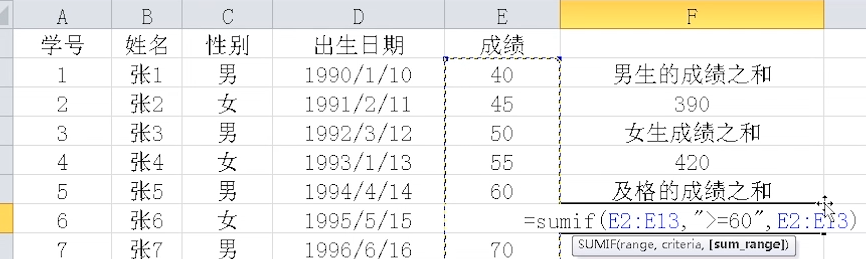 A B C D E F
学号 姓名 性别 出生日期 成绩
1 张1 男 1990/1/10 40 男生的成绩之和
2 张2 女 1991/2/11 45 390
3 张3 男 1992/3/12 50 女生成绩之和
4 张4 女 1993/1/13 55 420
5 张5 男 1994/4/14 60 及格的成绩之和
6 张6 女 1995/5/15 =sumif(E2:E13,">=60",E2:E13)
7 张7 男 1996/6/16 70 SUMIF(range, criteria, [sum_range])